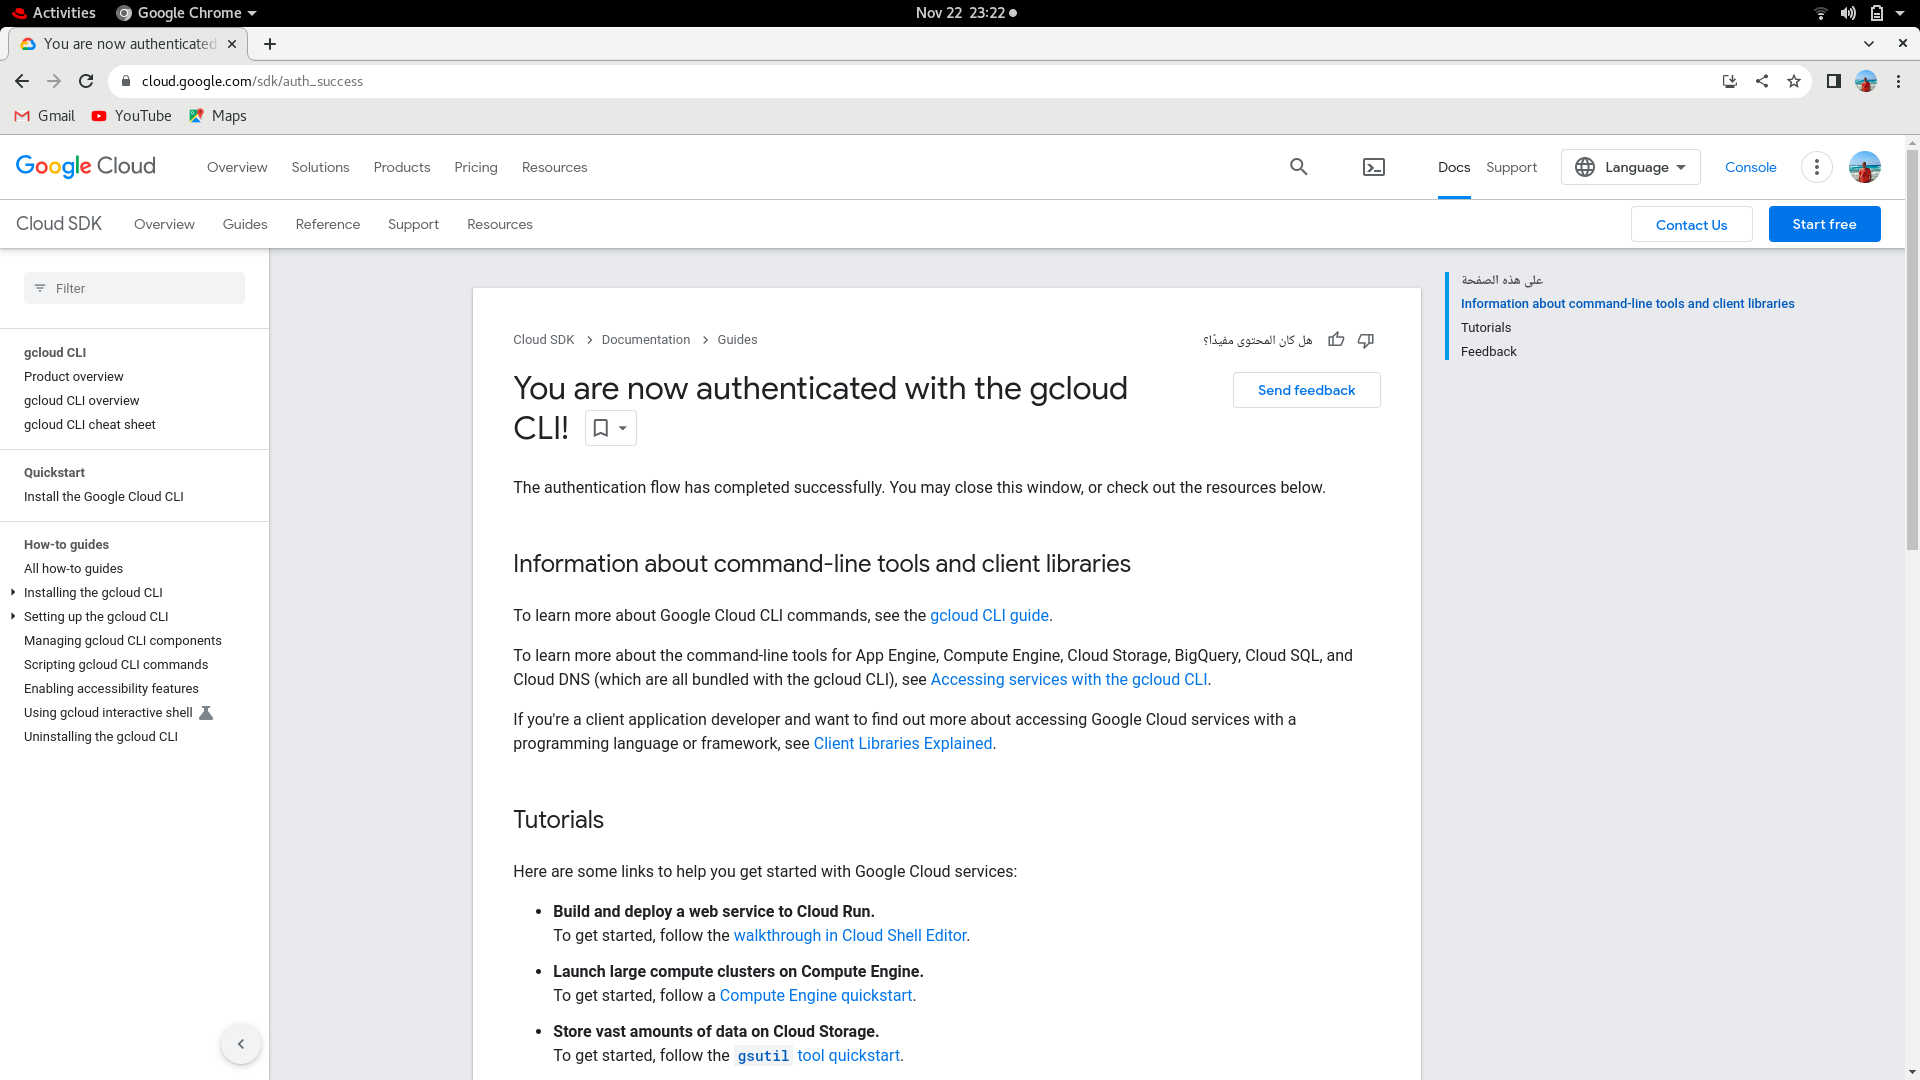 Activities
Google Chrome
Nov 22 23:22
You are now authenticated
cloud.google.com/sdk/auth_success
Gmail
YouTube
Maps
Google Cloud
Overview
Solutions
Products
Pricing
Resources
Docs
Support
Language
Console
Cloud SDK
Overview
Guides
Reference
Support
Resources
Contact Us
Start free
Filter
gcloud CLI
Product overview
gcloud CLI overview
gcloud CLI cheat sheet
Quickstart
Install the Google Cloud CLI
How-to guides
All how-to guides
Installing the gcloud CLI
Setting up the gcloud CLI
Managing gcloud CLI components
Scripting gcloud CLI commands
Enabling accessibility features
Using gcloud interactive shell
Uninstalling the gcloud CLI
Cloud SDK
Documentation
Guides
هل كان المحتوى مفيدًا؟
You are now authenticated with the gcloud
CLI!
Send feedback
The authentication flow has completed successfully. You may close this window, or check out the resources below.
Information about command-line tools and client libraries
To learn more about Google Cloud CLI commands, see the gcloud CLI guide.
To learn more about the command-line tools for App Engine, Compute Engine, Cloud Storage, BigQuery, Cloud SQL, and
Cloud DNS (which are all bundled with the gcloud CLI), see Accessing services with the gcloud CLI.
If you're a client application developer and want to find out more about accessing Google Cloud services with a
programming language or framework, see Client Libraries Explained.
Tutorials
Here are some links to help you get started with Google Cloud services:
Build and deploy a web service to Cloud Run.
To get started, follow the walkthrough in Cloud Shell Editor.
Launch large compute clusters on Compute Engine.
To get started, follow a Compute Engine quickstart.
Store vast amounts of data on Cloud Storage.
To get started, follow the gsutil tool quickstart.
على هذه الصفحة
Information about command-line tools and client libraries
Tutorials
Feedback